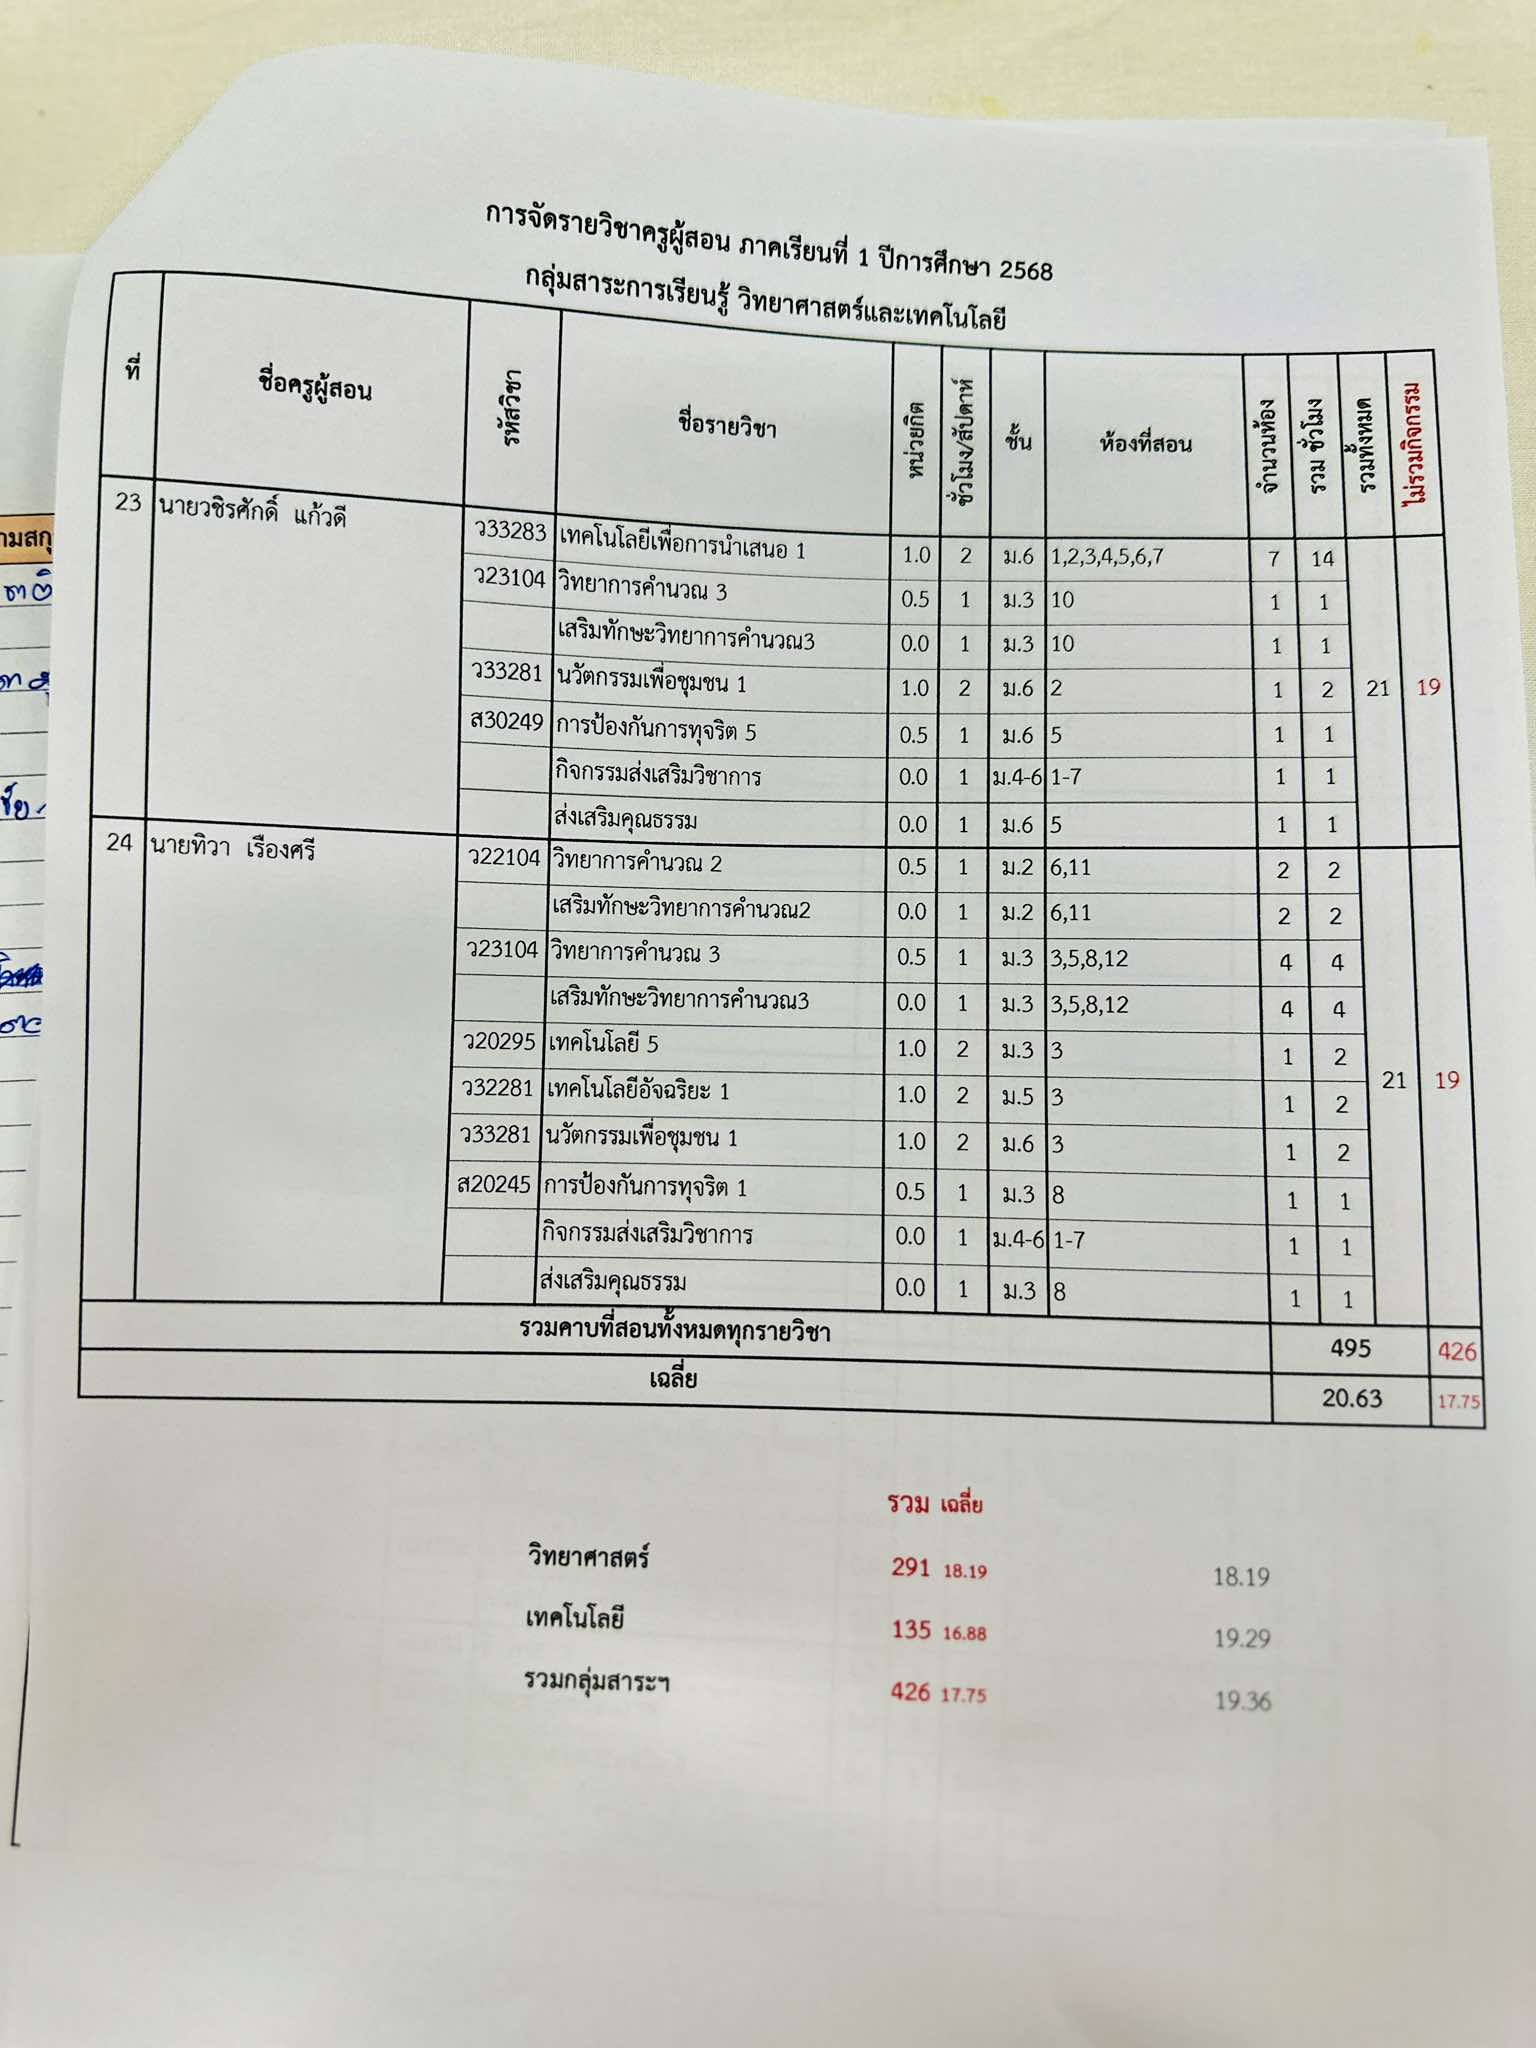 การจัดรายวิชาครูผู้สอน ภาคเรียนที่ 1 ปีการศึกษา 2568
กลุ่มสาระการเรียนรู้ วิทยาศาสตร์และเทคโนโลยี
ที่ ชื่อครูผู้สอน รหัสวิชา ชื่อรายวิชา หน่วยกิต ชั่วโมง/สัปดาห์ ชั้น ห้องที่สอน จำนวนห้อง รวม ชั่วโมง รวมทั้งหมด ไม่รวมกิจกรรม
23 นายวชิรศักดิ์ แก้วดี ว33283 เทคโนโลยีเพื่อการนำเสนอ 1 1.0 2 ม.6 1,2,3,4,5,6,7 7 14
ว23104 วิทยาการคำนวณ 3 0.5 1 ม.3 10 1 1
เสริมทักษะวิทยาการคำนวณ3 0.0 1 ม.3 10 1 1
ว33281 นวัตกรรมเพื่อชุมชน 1 1.0 2 ม.6 2 1 2 21 19
ส30249 การป้องกันการทุจริต 5 0.5 1 ม.6 5 1 1
กิจกรรมส่งเสริมวิชาการ 0.0 1 ม.4-6 1-7 1 1
ส่งเสริมคุณธรรม 0.0 1 ม.6 5 1 1
24 นายทิวา เรืองศรี ว22104 วิทยาการคำนวณ 2 0.5 1 ม.2 6,11 2 2
เสริมทักษะวิทยาการคำนวณ2 0.0 1 ม.2 6,11 2 2
ว23104 วิทยาการคำนวณ 3 0.5 1 ม.3 3,5,8,12 4 4
เสริมทักษะวิทยาการคำนวณ3 0.0 1 ม.3 3,5,8,12 4 4
ว20295 เทคโนโลยี 5 1.0 2 ม.3 3 1 2 21 19
ว32281 เทคโนโลยีอัจฉริยะ 1 1.0 2 ม.5 3 1 2
ว33281 นวัตกรรมเพื่อชุมชน 1 1.0 2 ม.6 3 1 2
ส20245 การป้องกันการทุจริต 1 0.5 1 ม.3 8 1 1
กิจกรรมส่งเสริมวิชาการ 0.0 1 ม.4-6 1-7 1 1
ส่งเสริมคุณธรรม 0.0 1 ม.3 8 1 1
รวมคาบที่สอนทั้งหมดทุกรายวิชา 495 426
เฉลี่ย 20.63 17.75
รวม เฉลี่ย
วิทยาศาสตร์ 291 18.19 18.19
เทคโนโลยี 135 16.88 19.29
รวมกลุ่มสาระฯ 426 17.75 19.36